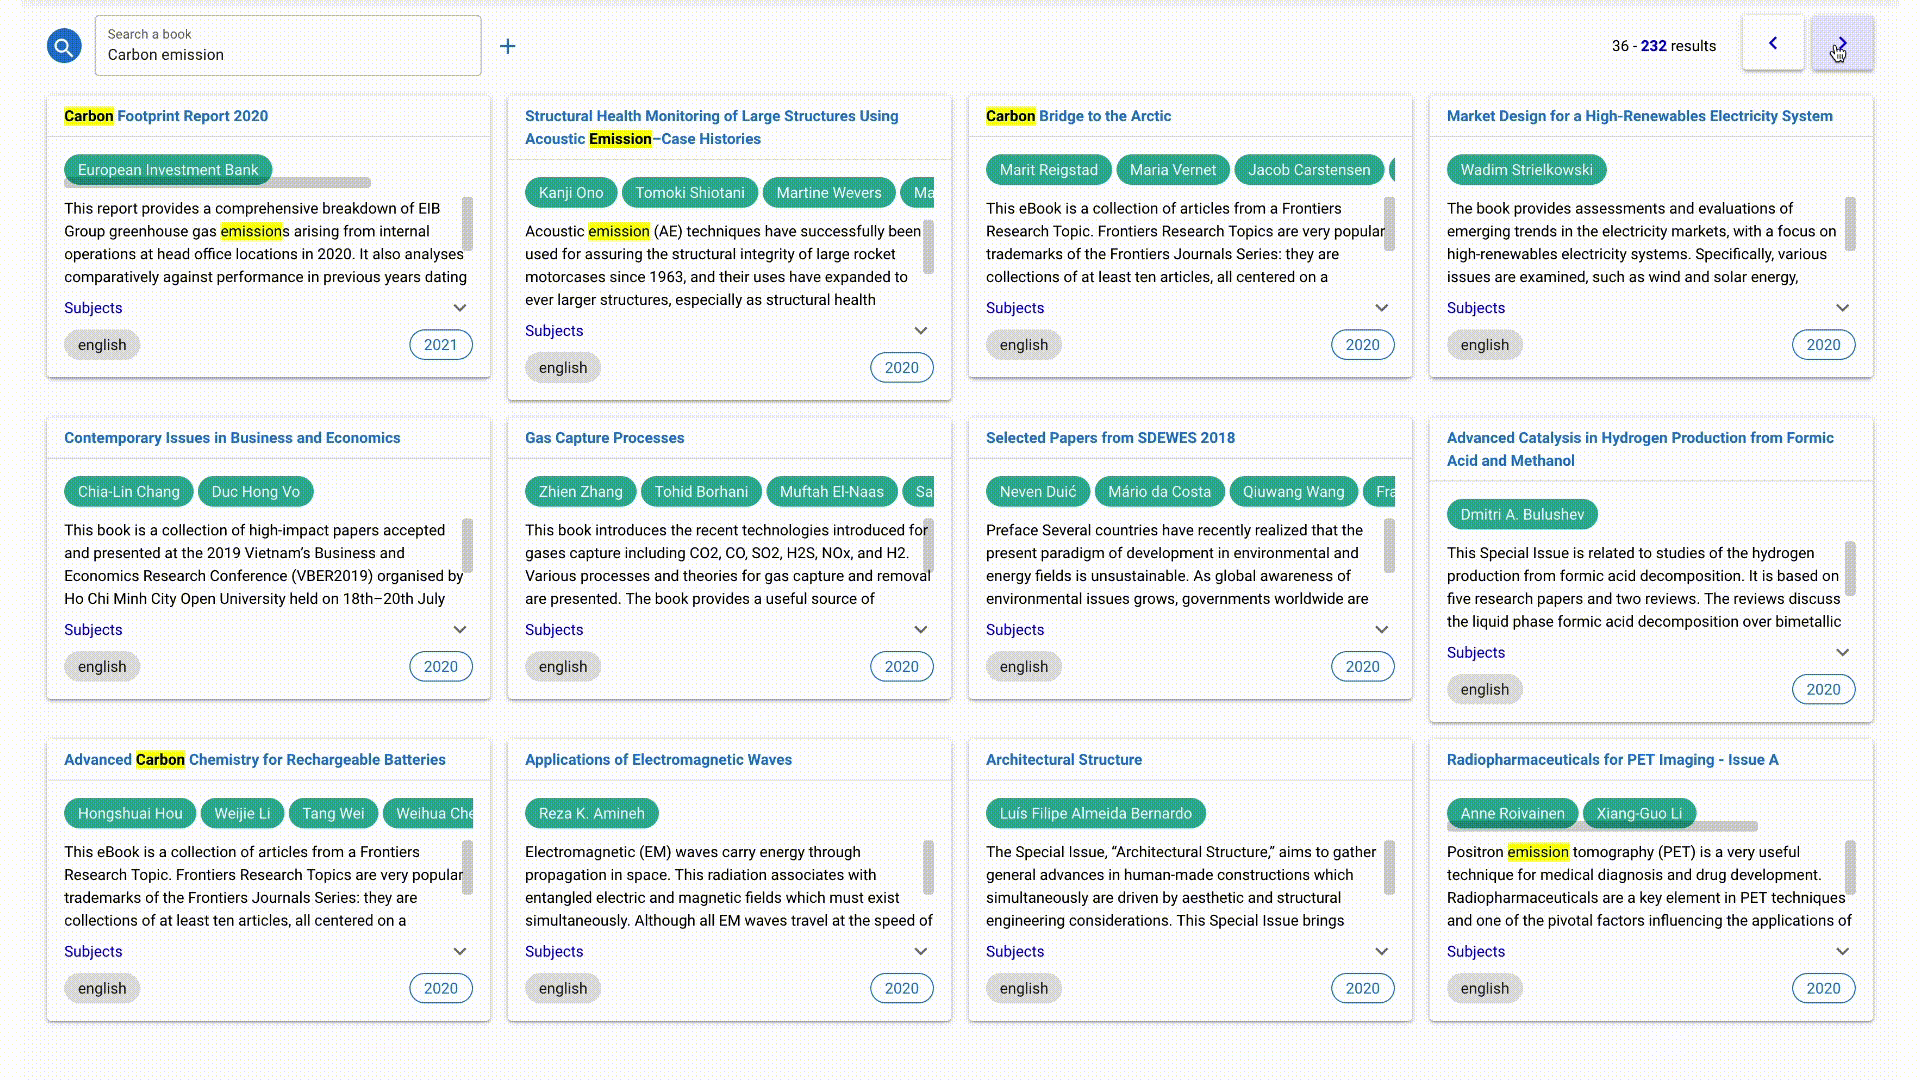 Search a book
Carbon emission
36 - 232 results
Carbon Footprint Report 2020
European Investment Bank
This report provides a comprehensive breakdown of EIB
Group greenhouse gas emissions arising from internal
operations at head office locations in 2020. It also analyses
comparatively against performance in previous years dating
Subjects
english
2021
Structural Health Monitoring of Large Structures Using
Acoustic Emission–Case Histories
Kanji Ono Tomoki Shiotani Martine Wevers Ma
Acoustic emission (AE) techniques have successfully been
used for assuring the structural integrity of large rocket
motorcases since 1963, and their uses have expanded to
ever larger structures, especially as structural health
Subjects
english
2020
Carbon Bridge to the Arctic
Marit Reigstad Maria Vernet Jacob Carstensen
This eBook is a collection of articles from a Frontiers
Research Topic. Frontiers Research Topics are very popular
trademarks of the Frontiers Journals Series: they are
collections of at least ten articles, all centered on a
Subjects
english
2020
Market Design for a High-Renewables Electricity System
Wadim Strielkowski
The book provides assessments and evaluations of
emerging trends in the electricity markets, with a focus on
high-renewables electricity systems. Specifically, various
issues are examined, such as wind and solar energy,
Subjects
english
2020
Contemporary Issues in Business and Economics
Chia-Lin Chang Duc Hong Vo
This book is a collection of high-impact papers accepted
and presented at the 2019 Vietnam's Business and
Economics Research Conference (VBER2019) organised by
Ho Chi Minh City Open University held on 18th–20th July
Subjects
english
2020
Gas Capture Processes
Zhien Zhang Tohid Borhani Muftah El-Naas Sa
This book introduces the recent technologies introduced for
gases capture including CO2, CO, SO2, H2S, NOx, and H2.
Various processes and theories for gas capture and removal
are presented. The book provides a useful source of
Subjects
english
2020
Selected Papers from SDEWES 2018
Neven Duić Mário da Costa Qiuwang Wang Fra
Preface Several countries have recently realized that the
present paradigm of development in environmental and
energy fields is unsustainable. As global awareness of
environmental issues grows, governments worldwide are
Subjects
english
2020
Advanced Catalysis in Hydrogen Production from Formic
Acid and Methanol
Dmitri A. Bulushev
This Special Issue is related to studies of the hydrogen
production from formic acid decomposition. It is based on
five research papers and two reviews. The reviews discuss
the liquid phase formic acid decomposition over bimetallic
Subjects
english
2020
Advanced Carbon Chemistry for Rechargeable Batteries
Hongshuai Hou Weijie Li Tang Wei Weihua Che
This eBook is a collection of articles from a Frontiers
Research Topic. Frontiers Research Topics are very popular
trademarks of the Frontiers Journals Series: they are
collections of at least ten articles, all centered on a
Subjects
english
2020
Applications of Electromagnetic Waves
Reza K. Amineh
Electromagnetic (EM) waves carry energy through
propagation in space. This radiation associates with
entangled electric and magnetic fields which must exist
simultaneously. Although all EM waves travel at the speed of
Subjects
english
2020
Architectural Structure
Luís Filipe Almeida Bernardo
The Special Issue, “Architectural Structure,” aims to gather
general advances in human-made constructions which
simultaneously are driven by aesthetic and structural
engineering considerations. This Special Issue brings
Subjects
english
2020
Radiopharmaceuticals for PET Imaging - Issue A
Anne Roivainen Xiang-Guo Li
Positron emission tomography (PET) is a very useful
technique for medical diagnosis and drug development.
Radiopharmaceuticals are a key element in PET techniques
and one of the pivotal factors influencing the applications of
Subjects
english
2020